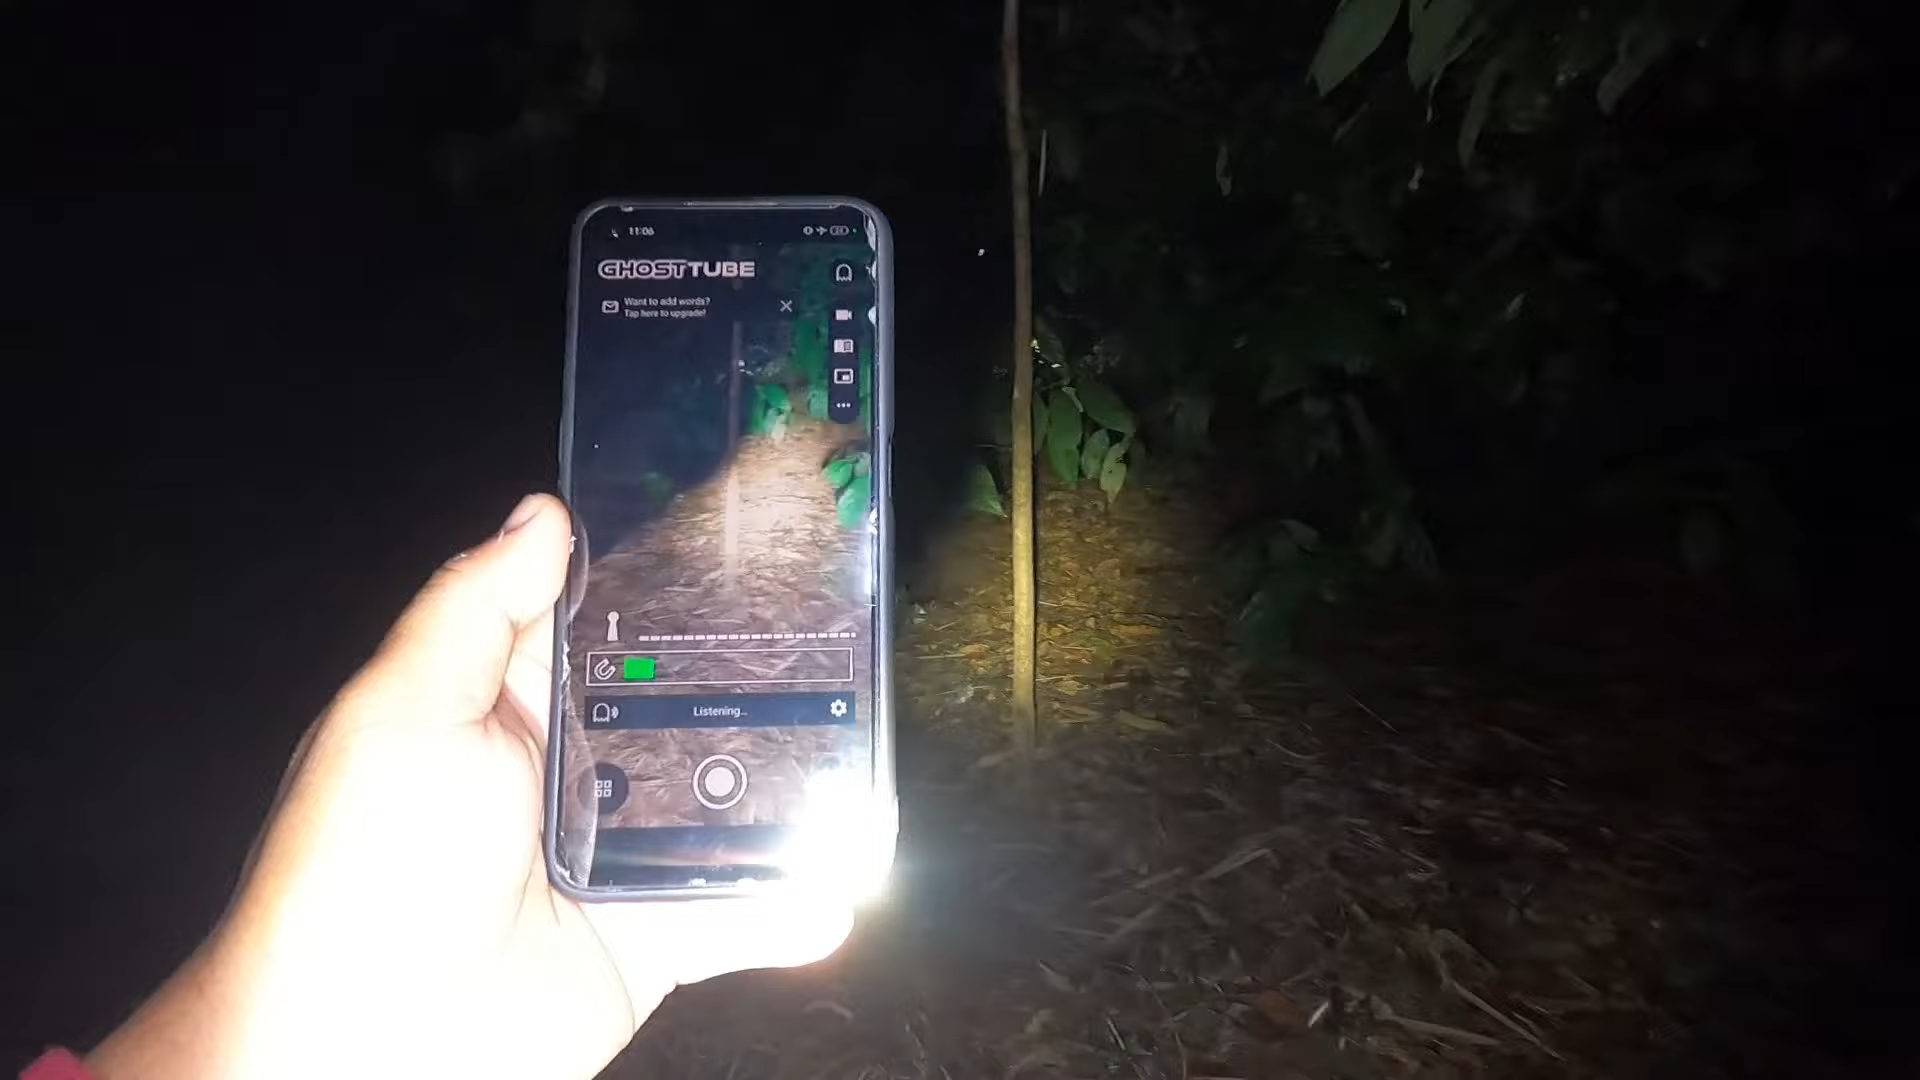 11:06
GHOSTTUBE
Want to add words?
Tap here to upgrade!
Listening...